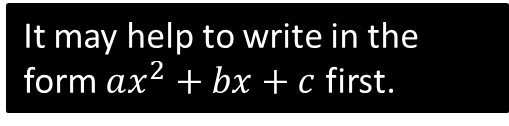 It may help to write in the
form 𝑎𝑥² + 𝑏𝑥 + 𝑐 first.